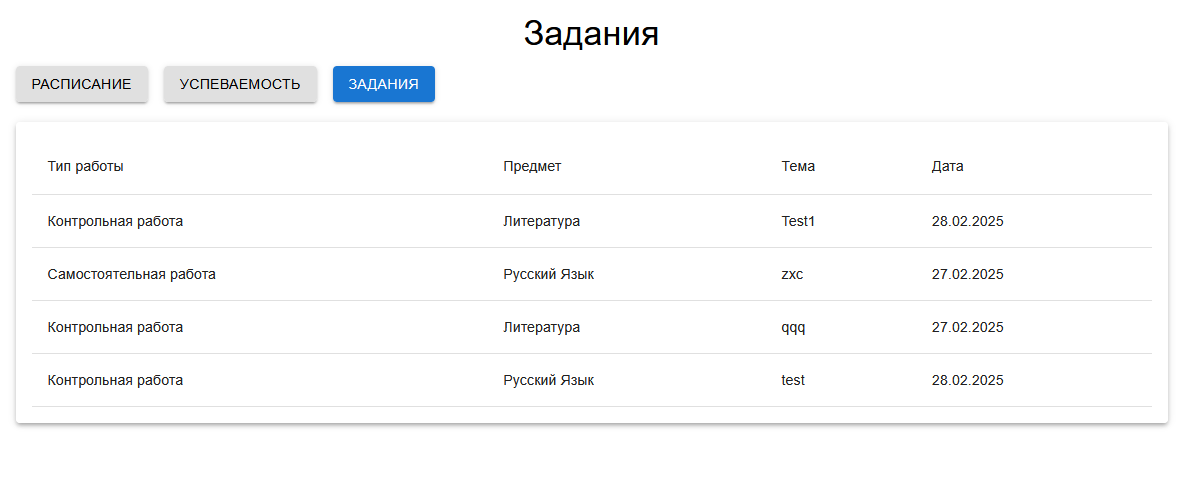 Задания
РАСПИСАНИЕ УСПЕВАЕМОСТЬ ЗАДАНИЯ
Тип работы Предмет Тема Дата
Контрольная работа Литература Test1 28.02.2025
Самостоятельная работа Русский Язык zxc 27.02.2025
Контрольная работа Литература qqq 27.02.2025
Контрольная работа Русский Язык test 28.02.2025